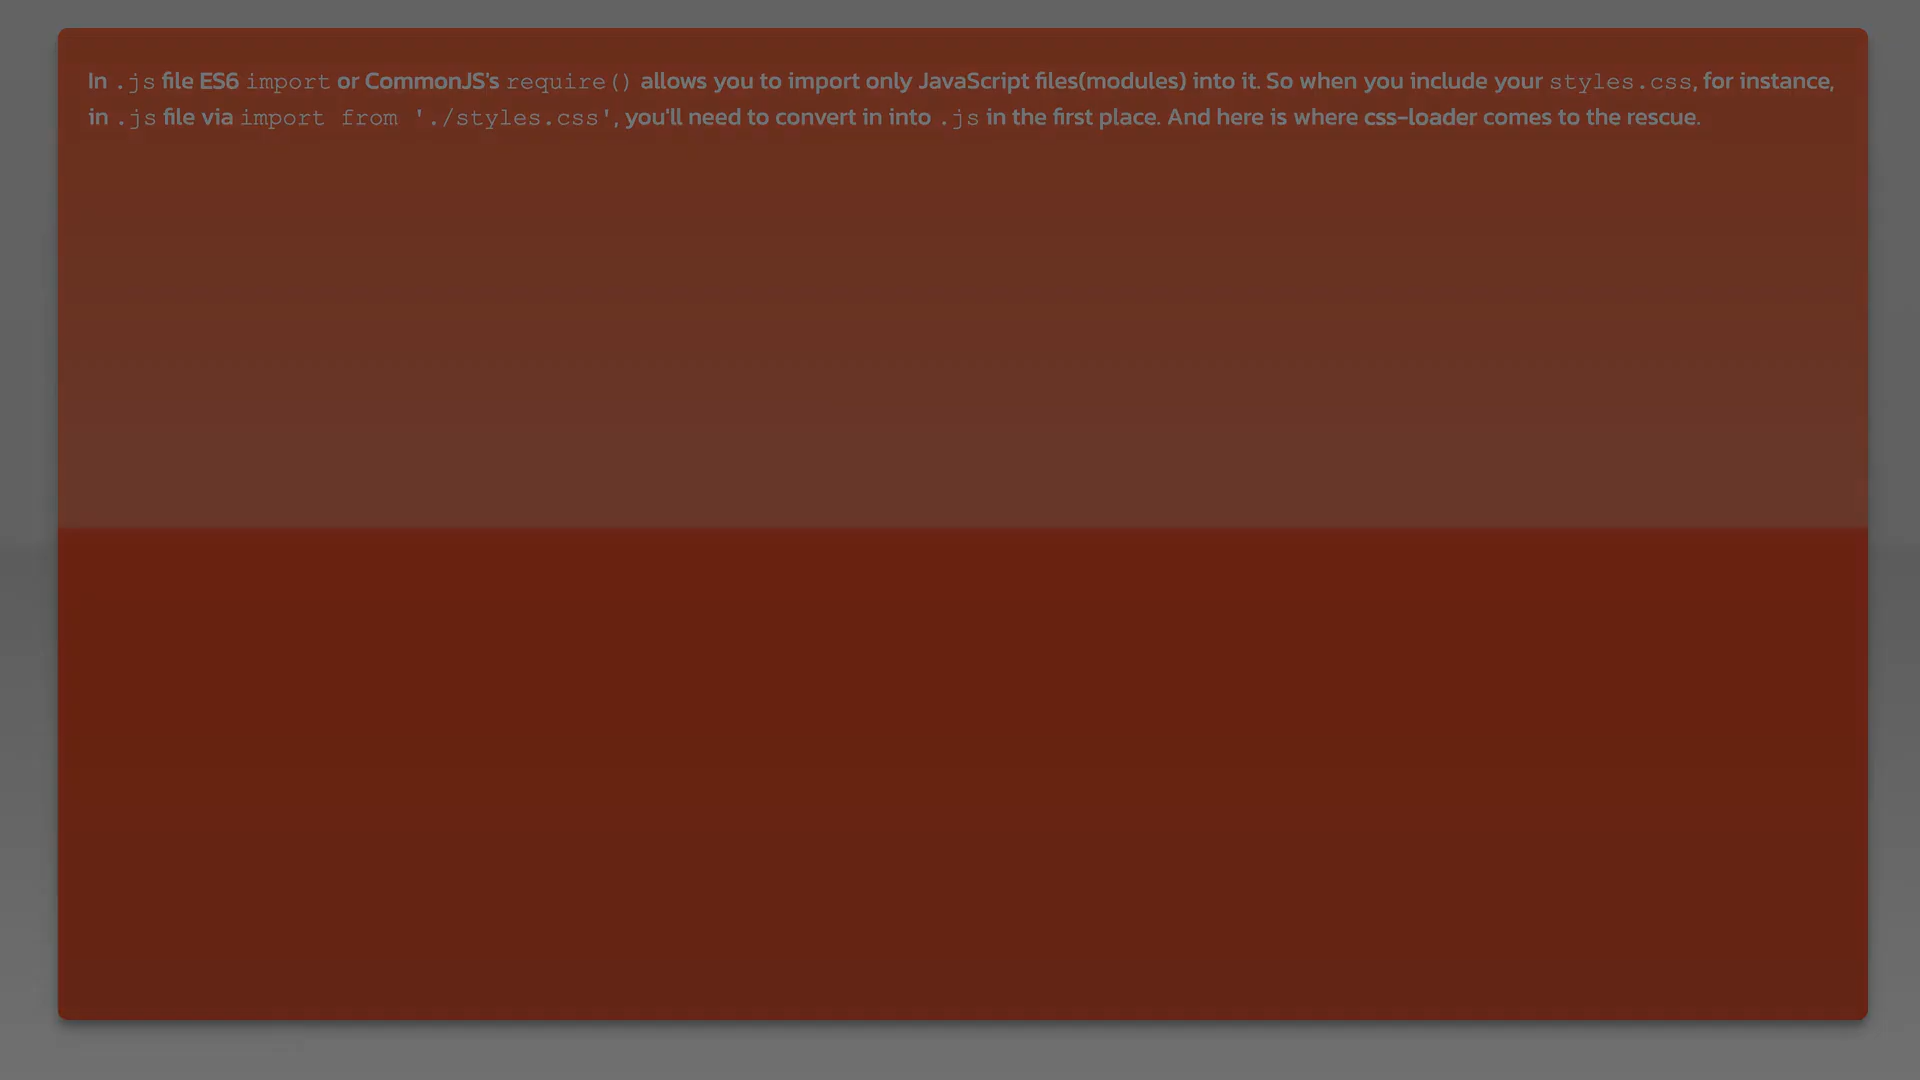 In .js file ES6 import or CommonJS's require() allows you to import only JavaScript files(modules) into it. So when you include your styles.css, for instance,
in .js file via import from './styles.css', you'll need to convert in into .js in the first place. And here is where css-loader comes to the rescue.